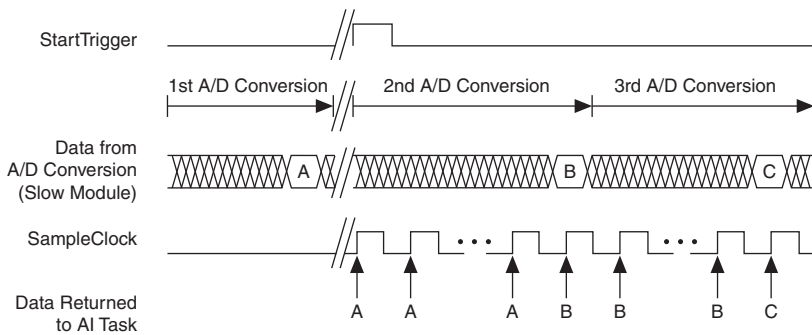 StartTrigger
1st A/D Conversion 2nd A/D Conversion 3rd A/D Conversion
Data from
A/D Conversion
(Slow Module)
A B C
SampleClock
Data Returned
to AI Task
A A A B B B C